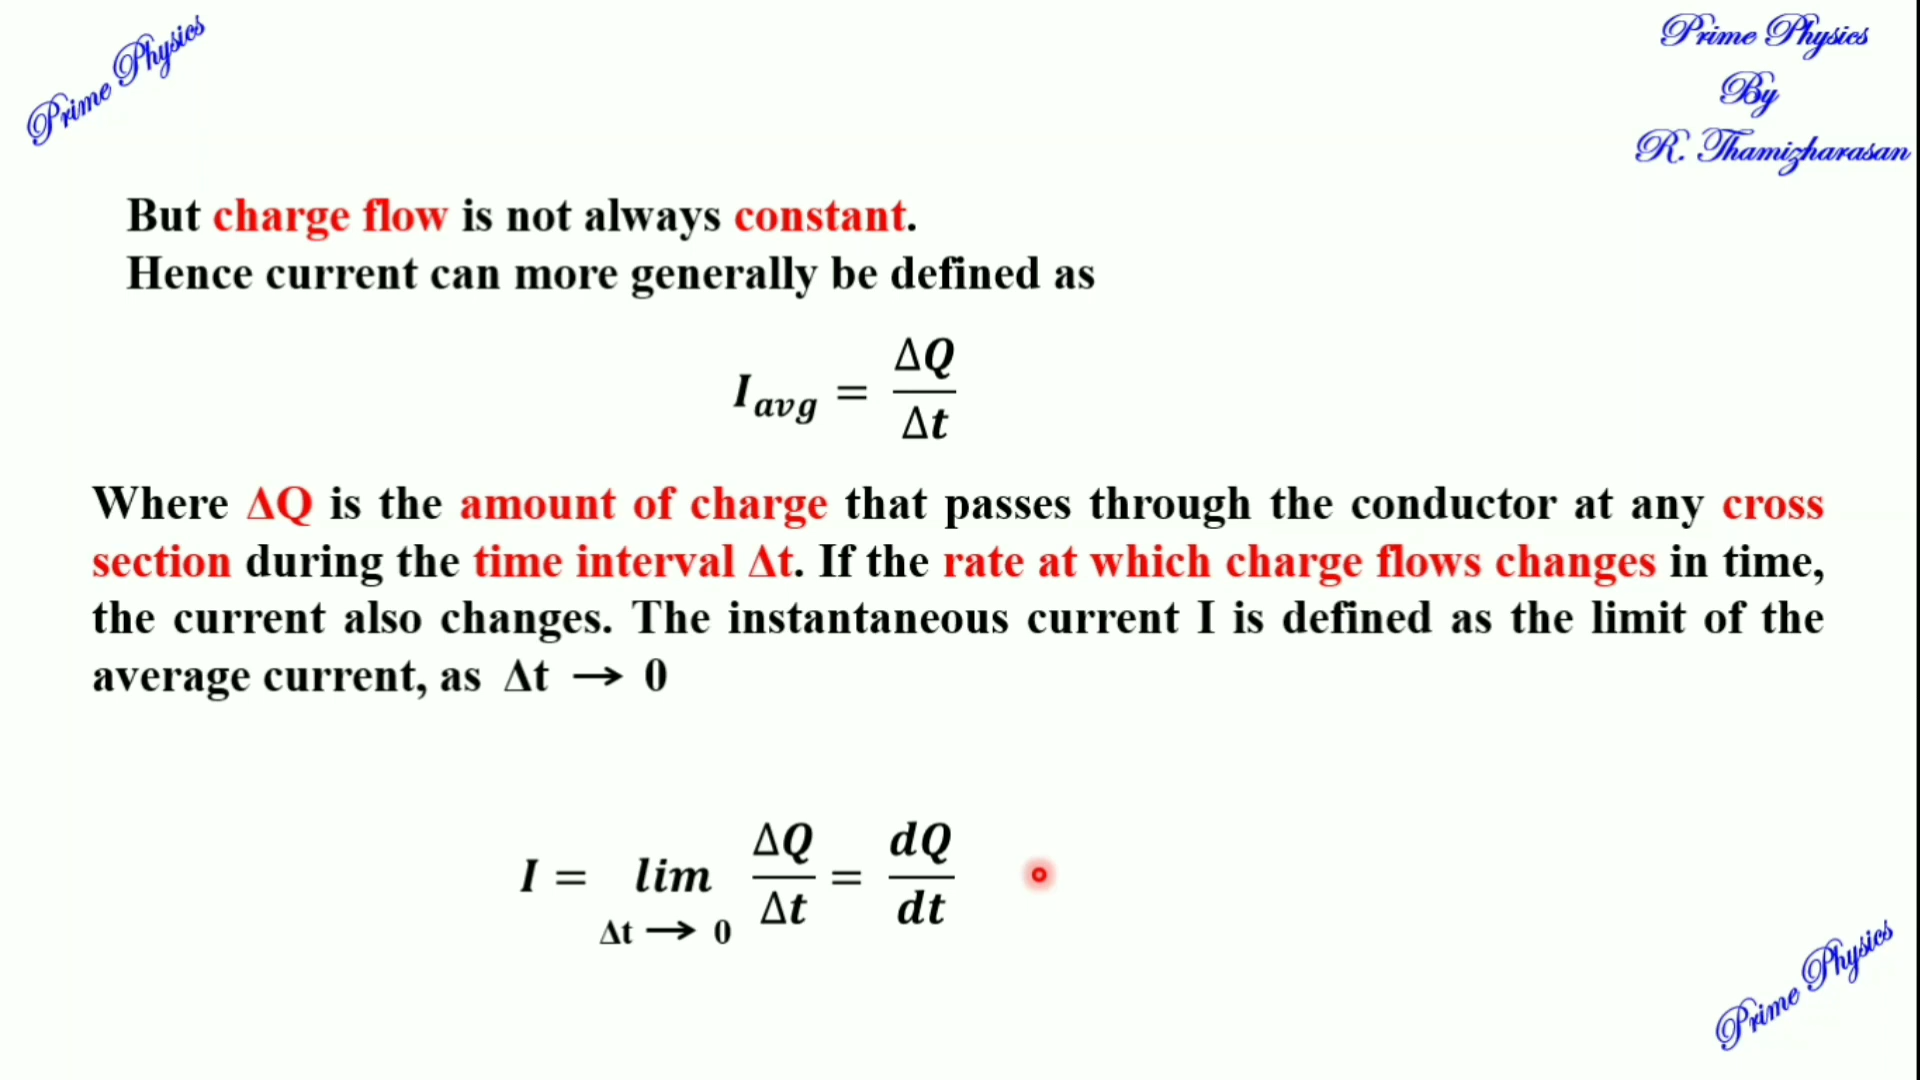 Prime Physics
Prime Physics
By
R. Thamizharasan
But charge flow is not always constant.
Hence current can more generally be defined as
I_avg = ΔQ/Δt
Where ΔQ is the amount of charge that passes through the conductor at any cross
section during the time interval Δt. If the rate at which charge flows changes in time,
the current also changes. The instantaneous current I is defined as the limit of the
average current, as Δt → 0
I = lim Δt → 0 ΔQ/Δt = dQ/dt
Prime Physics